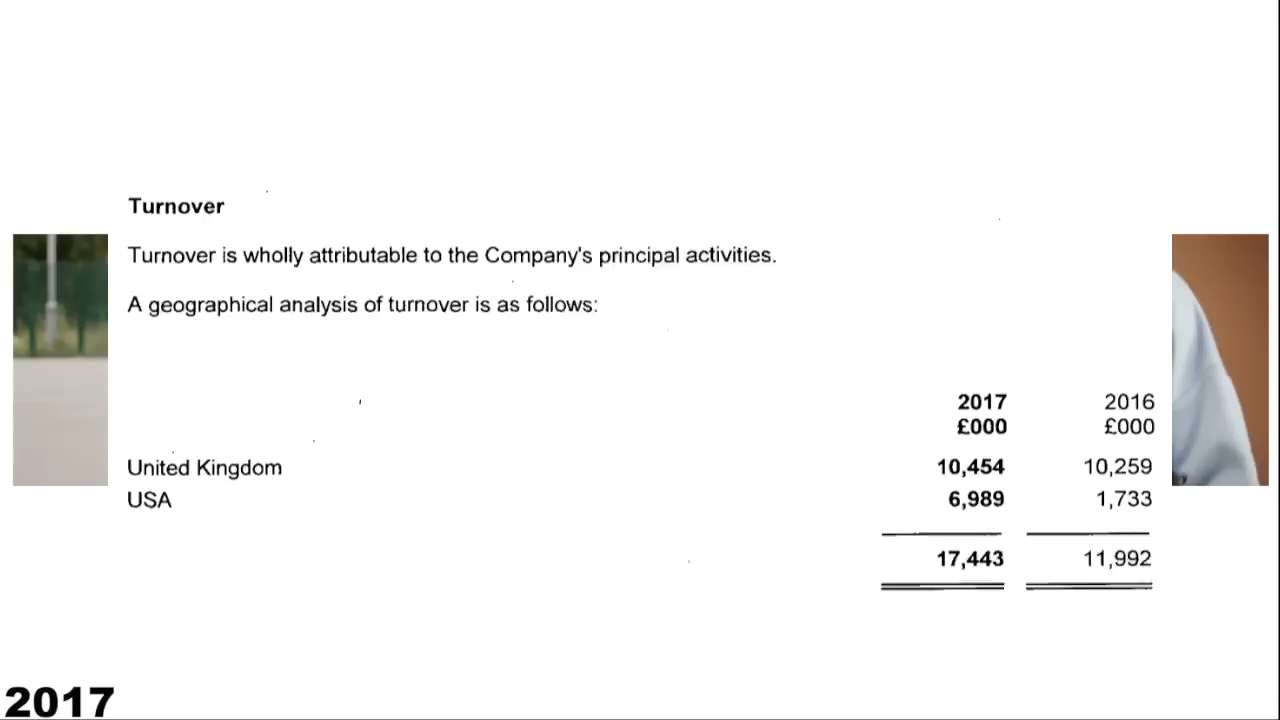 Turnover
Turnover is wholly attributable to the Company's principal activities.
A geographical analysis of turnover is as follows:
2017 2016
£000 £000
United Kingdom 10,454 10,259
USA 6,989 1,733
17,443 11,992
2017